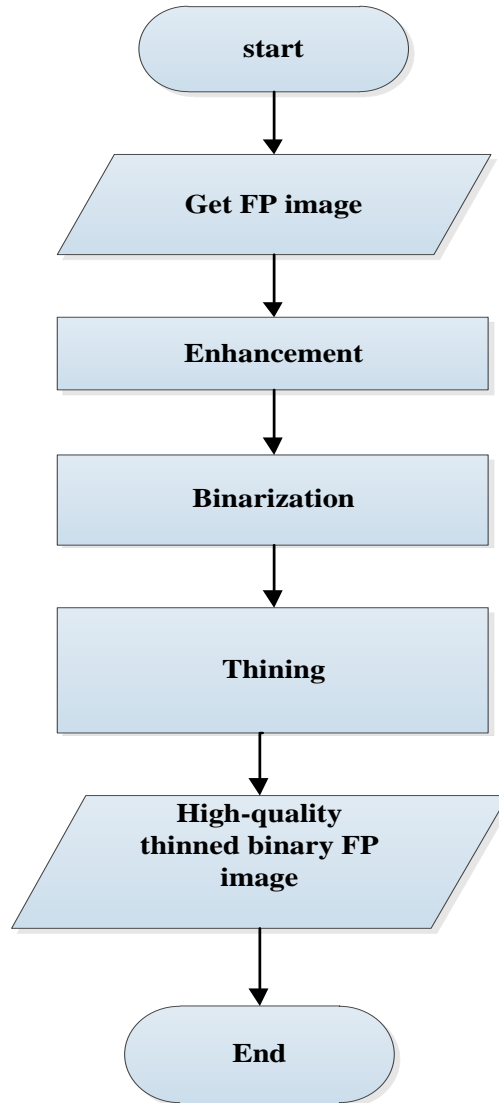 start
Get FP image
Enhancement
Binarization
Thining
High-quality
thinned binary FP
image
End